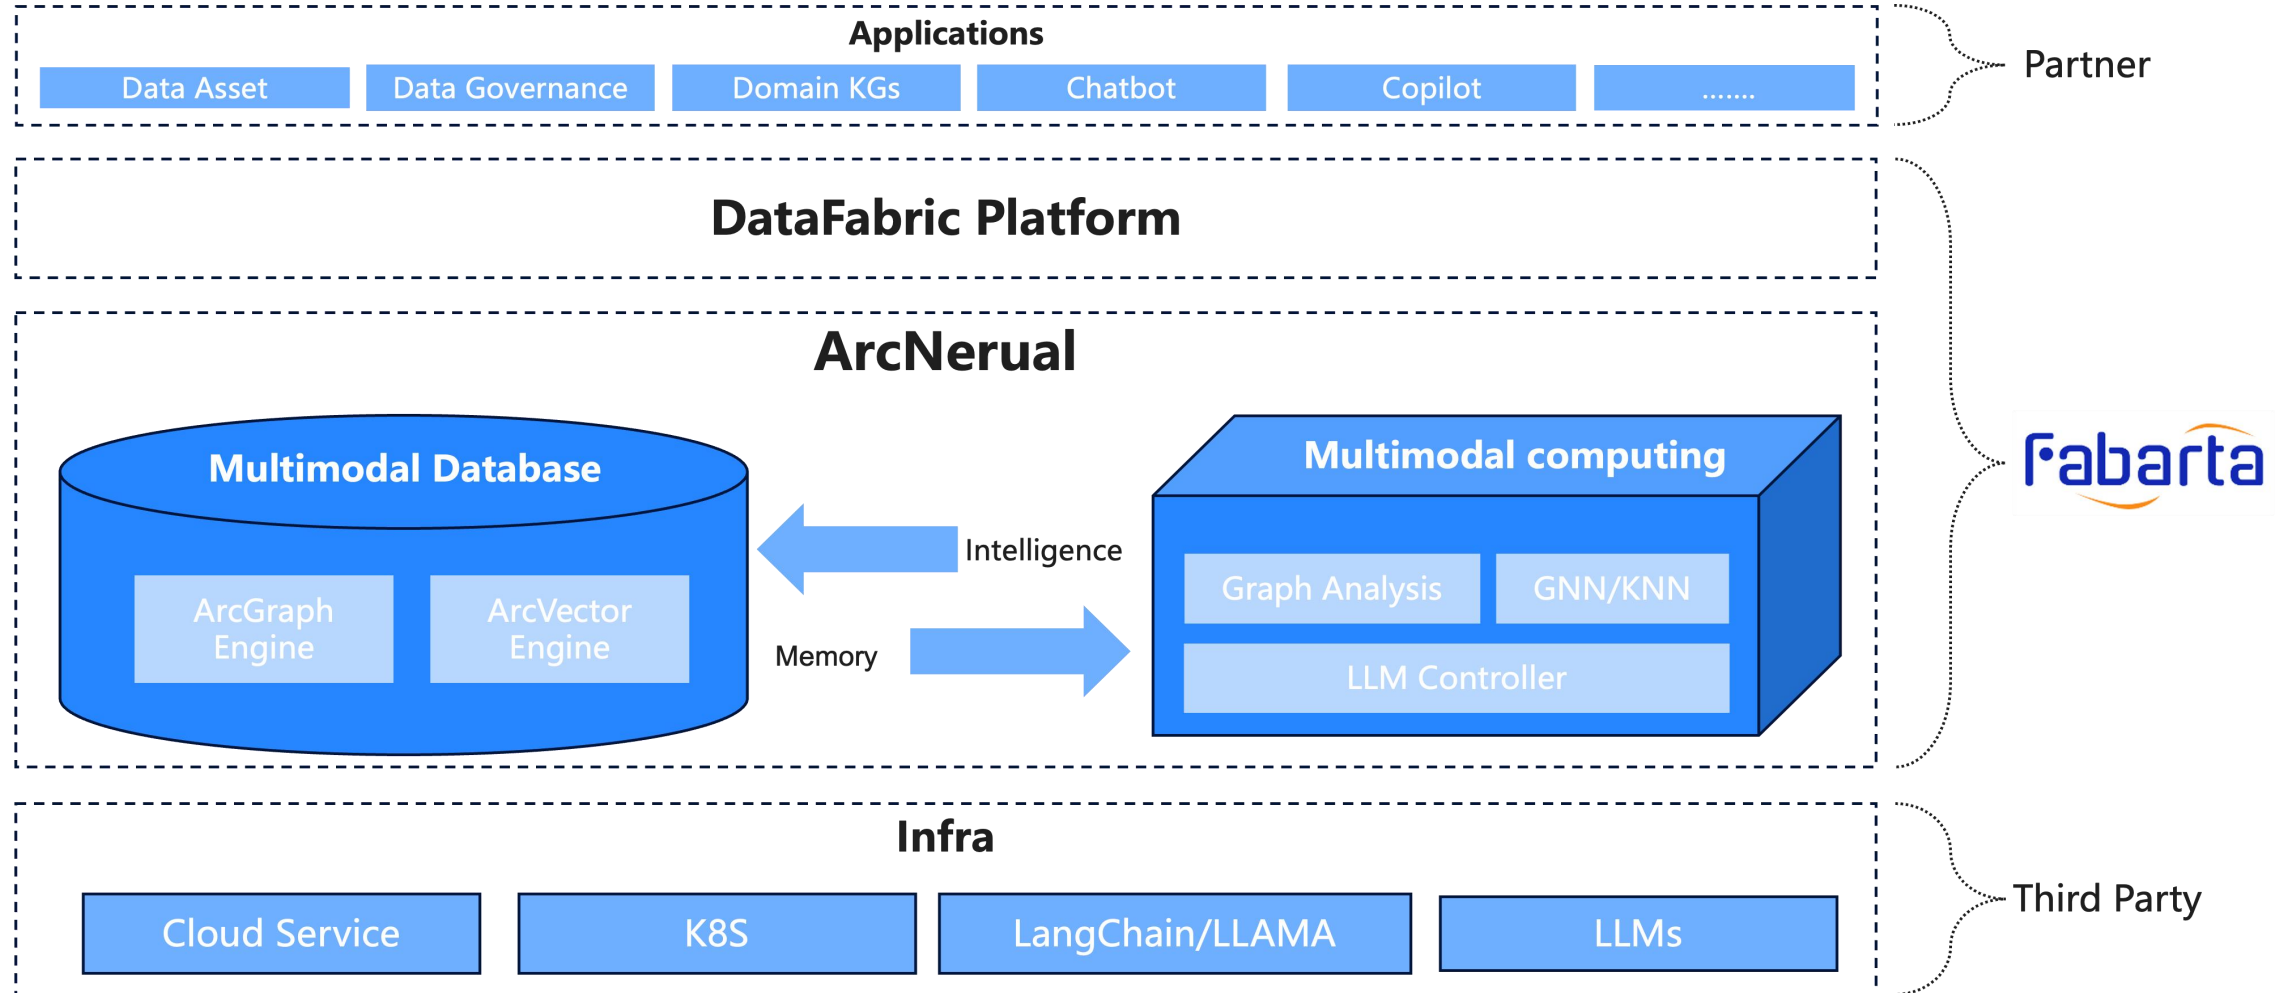 Applications
Data Asset
Data Governance
Domain KGs
Chatbot
Copilot
.......
Partner
DataFabric Platform
ArcNerual
Multimodal Database
ArcGraph
Engine
ArcVector
Engine
Intelligence
Memory
Multimodal computing
Graph Analysis
GNN/KNN
LLM Controller
Fabarta
Infra
Cloud Service
K8S
LangChain/LLAMA
LLMs
Third Party